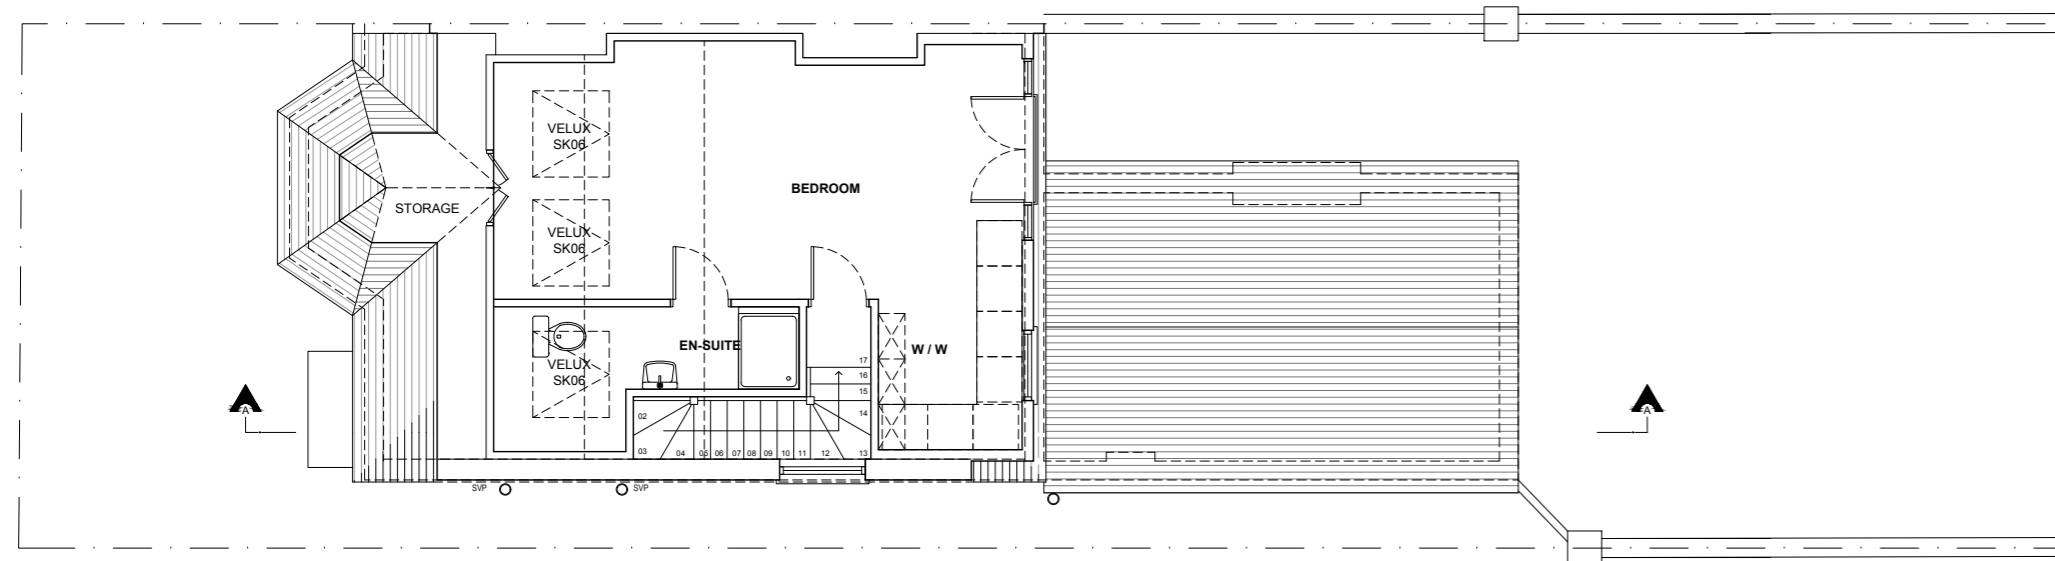 VELUX
SK06
BEDROOM
STORAGE
VELUX
SK06
EN-SUITE
W / W
VELUX
SK06
17
16
15
14
13
02
03
04
05
06
07
08
09
10
11
12
A
A
SVP
SVP